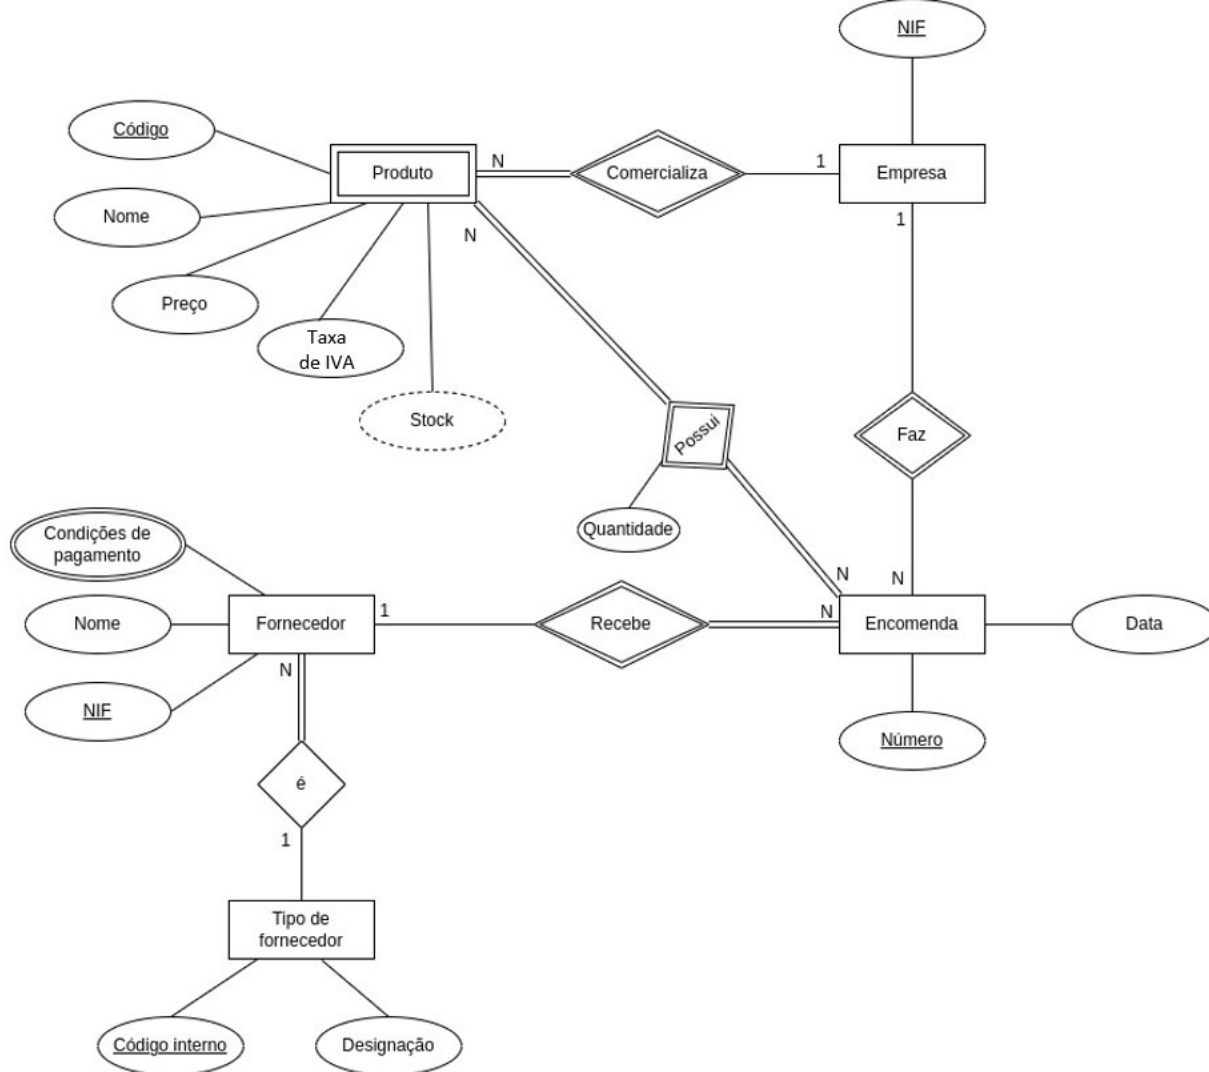 NIF
Código
Produto
N
Comercializa
1
Empresa
Nome
N
1
Preço
Taxa
de IVA
Stock
Possui
Faz
Quantidade
Condições de
pagamento
N
N
Nome
Fornecedor
1
Recebe
N
Encomenda
Data
N
NIF
Número
é
1
Tipo de
fornecedor
Código interno
Designação